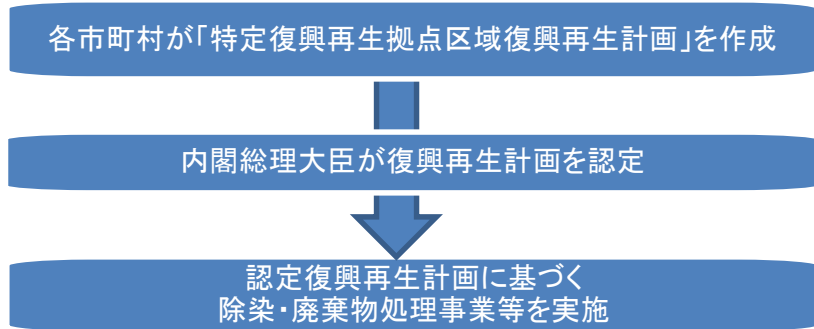 各市町村が「特定復興再生拠点区域復興再生計画」を作成
内閣総理大臣が復興再生計画を認定
認定復興再生計画に基づく
除染・廃棄物処理事業等を実施